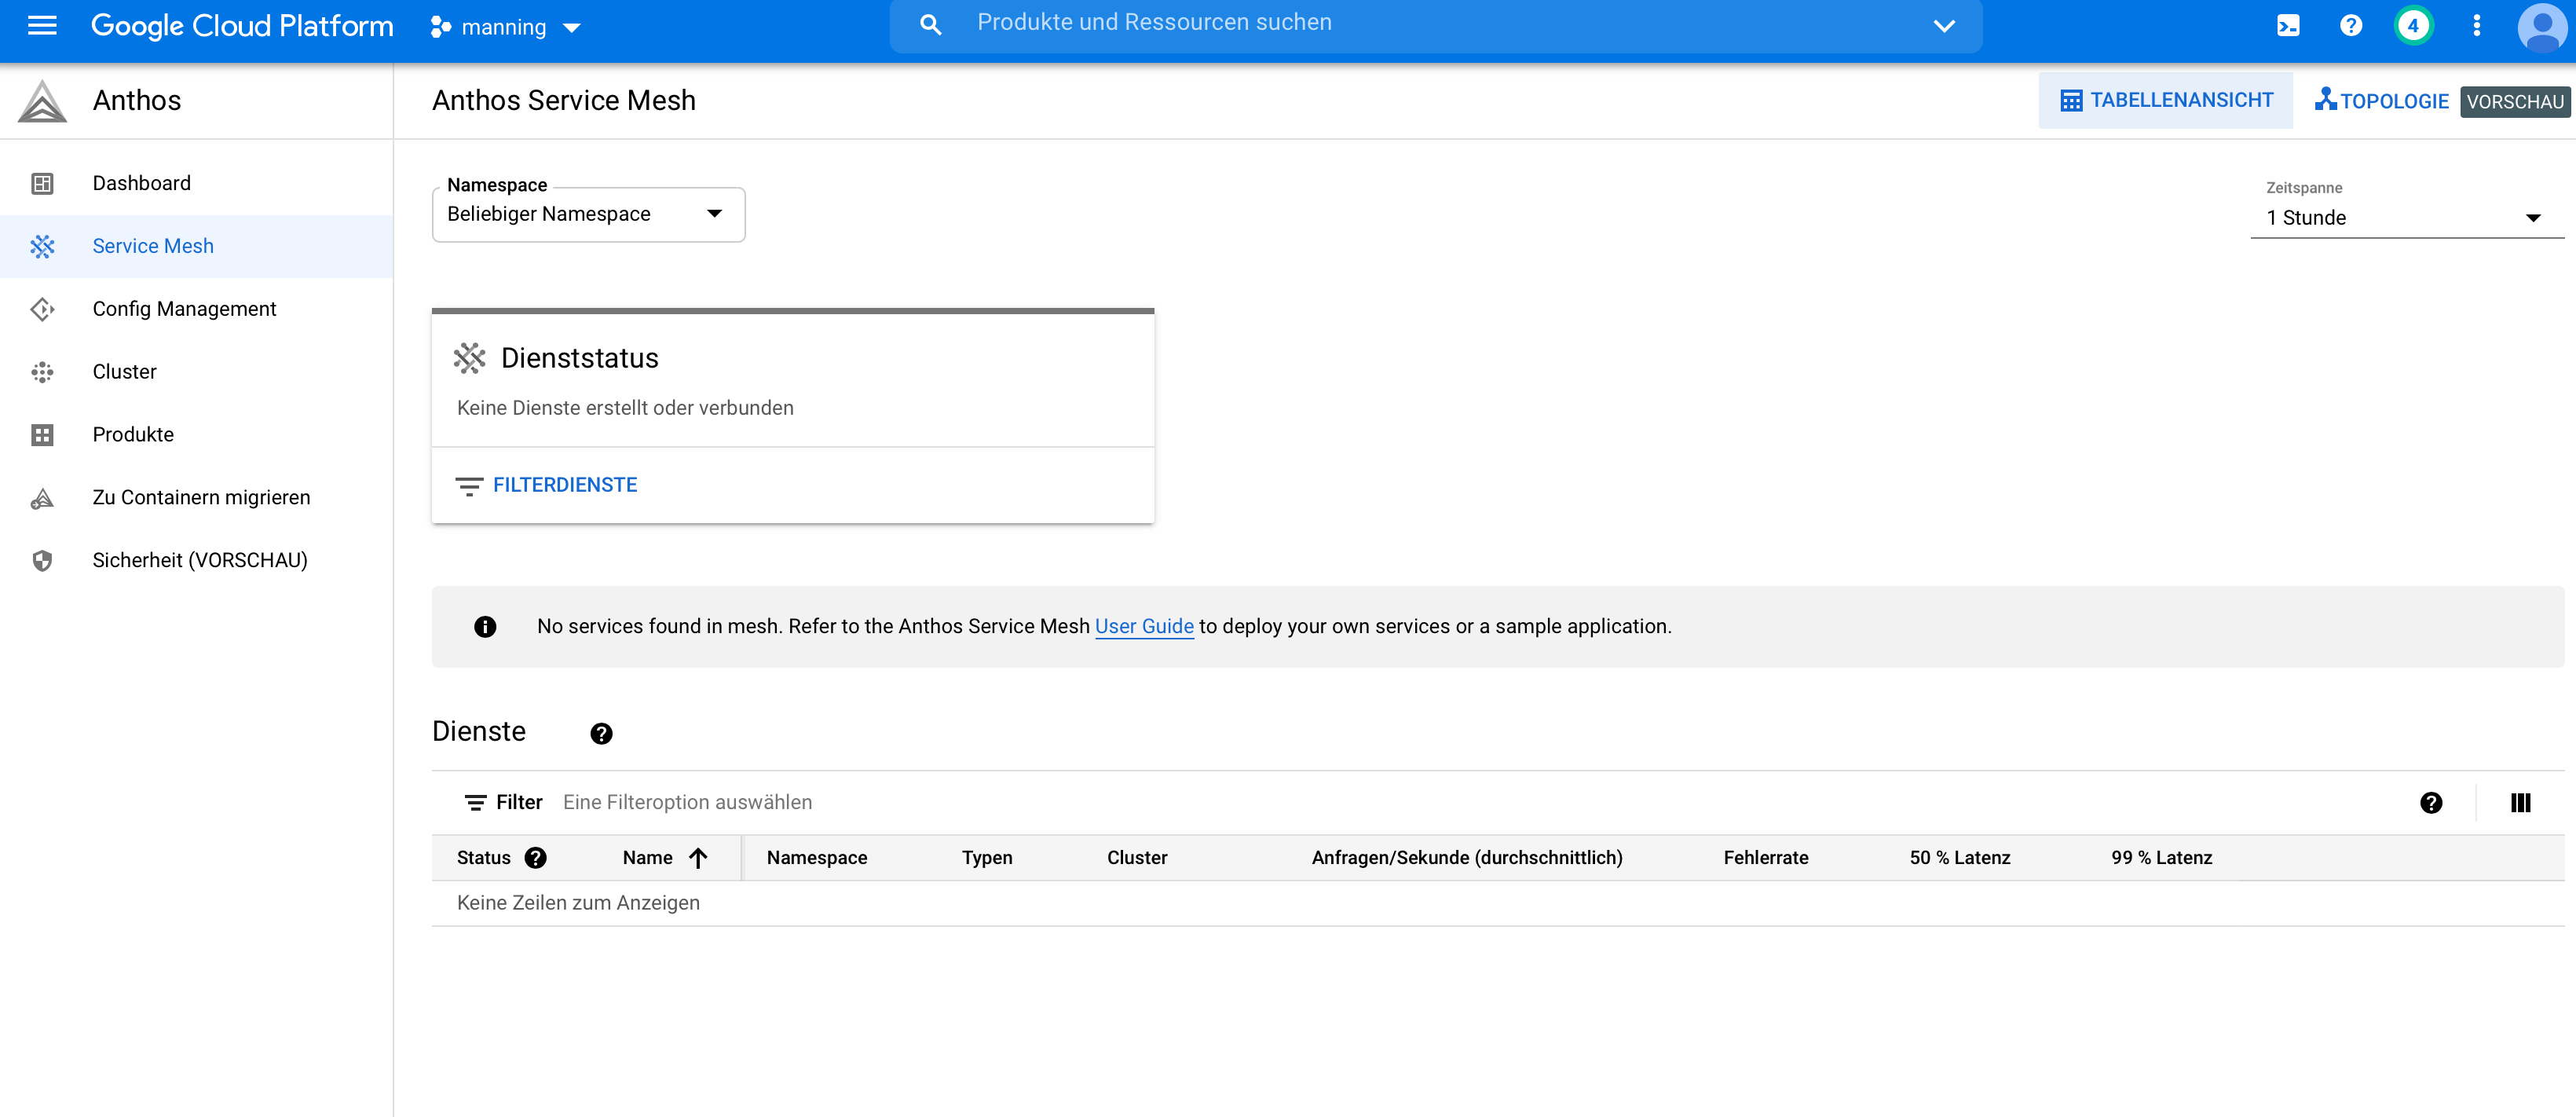 Google Cloud Platform
manning
Produkte und Ressourcen suchen
4
Anthos
Anthos Service Mesh
TABELLENANSICHT
TOPOLOGIE
VORSCHAU
Dashboard
Service Mesh
Config Management
Cluster
Produkte
Zu Containern migrieren
Sicherheit (VORSCHAU)
Namespace
Beliebiger Namespace
Zeitspanne
1 Stunde
Dienststatus
Keine Dienste erstellt oder verbunden
FILTERDIENSTE
No services found in mesh. Refer to the Anthos Service Mesh User Guide to deploy your own services or a sample application.
Dienste
Filter Eine Filteroption auswählen
Status Name Namespace Typen Cluster Anfragen/Sekunde (durchschnittlich) Fehlerrate 50 % Latenz 99 % Latenz
Keine Zeilen zum Anzeigen